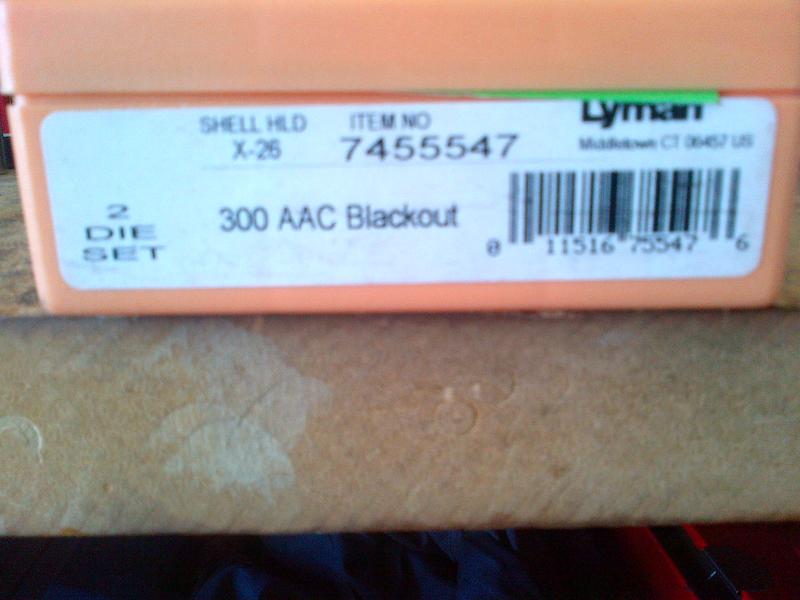 SHELL HLD ITEM NO Lyman
X-26 7455547 Middletown CT 06457 US
2
DIE
SET
300 AAC Blackout
0 11516 75547 6